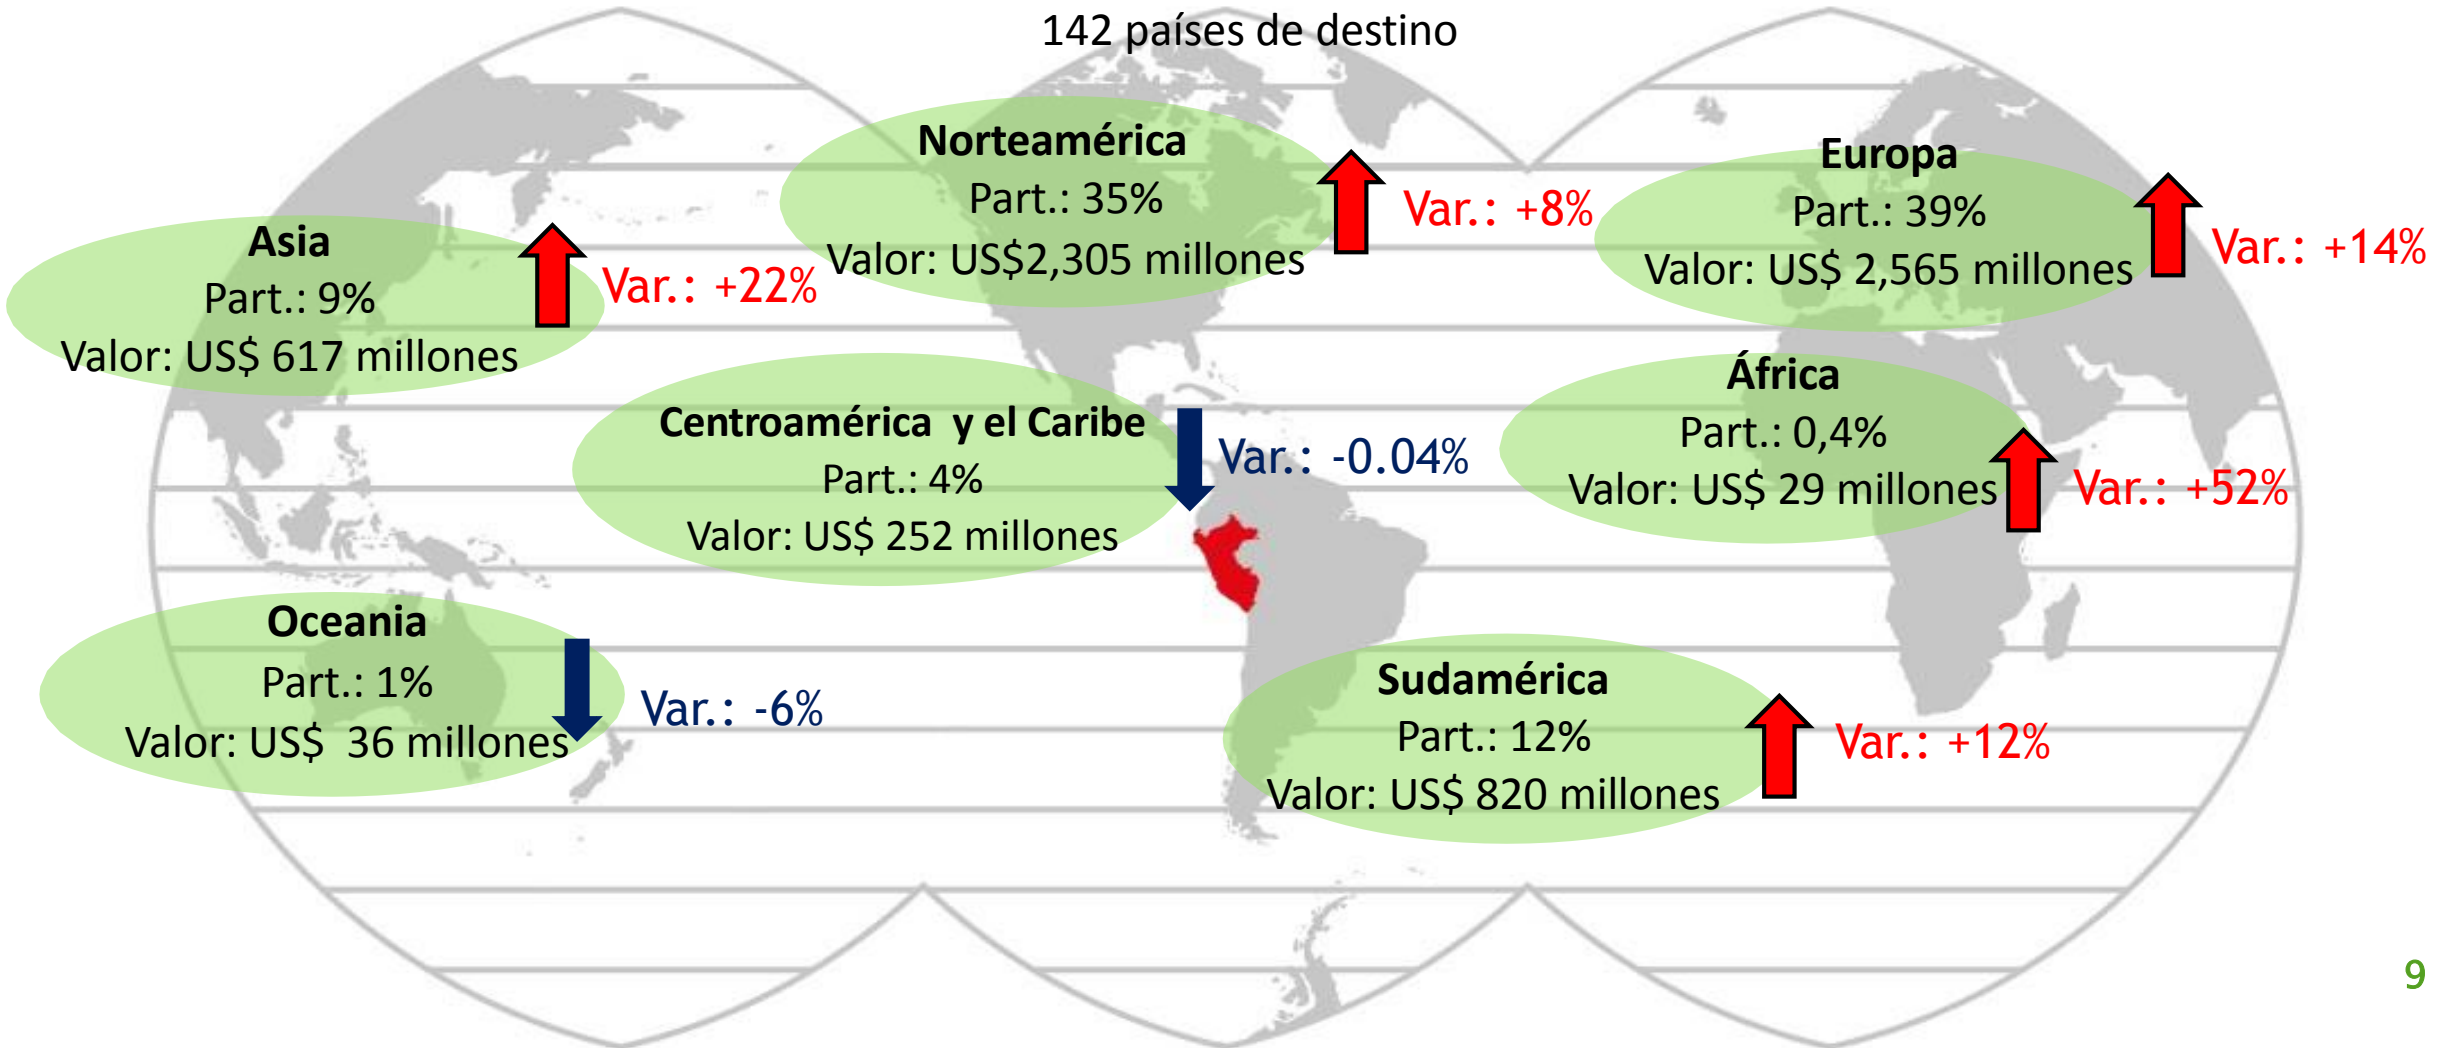 142 países de destino
Norteamérica
Part.: 35%
Valor: US$2,305 millones
Var.: +8%
Europa
Part.: 39%
Valor: US$ 2,565 millones
Var.: +14%
Asia
Part.: 9%
Valor: US$ 617 millones
Var.: +22%
Centroamérica  y el Caribe
Part.: 4%
Valor: US$ 252 millones
Var.: -0.04%
África
Part.: 0,4%
Valor: US$ 29 millones
Var.: +52%
Oceania
Part.: 1%
Valor: US$  36 millones
Var.: -6%
Sudamérica
Part.: 12%
Valor: US$ 820 millones
Var.: +12%
9